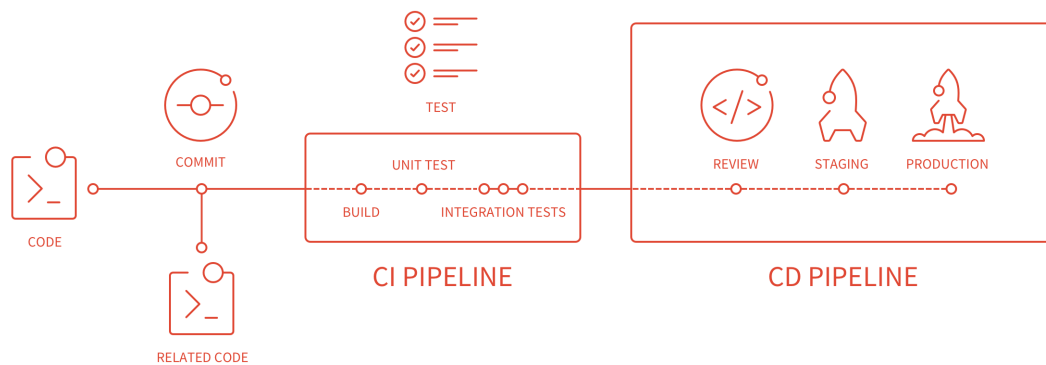 TEST
COMMIT
UNIT TEST
REVIEW
STAGING
PRODUCTION
BUILD
INTEGRATION TESTS
CODE
CI PIPELINE
CD PIPELINE
RELATED CODE